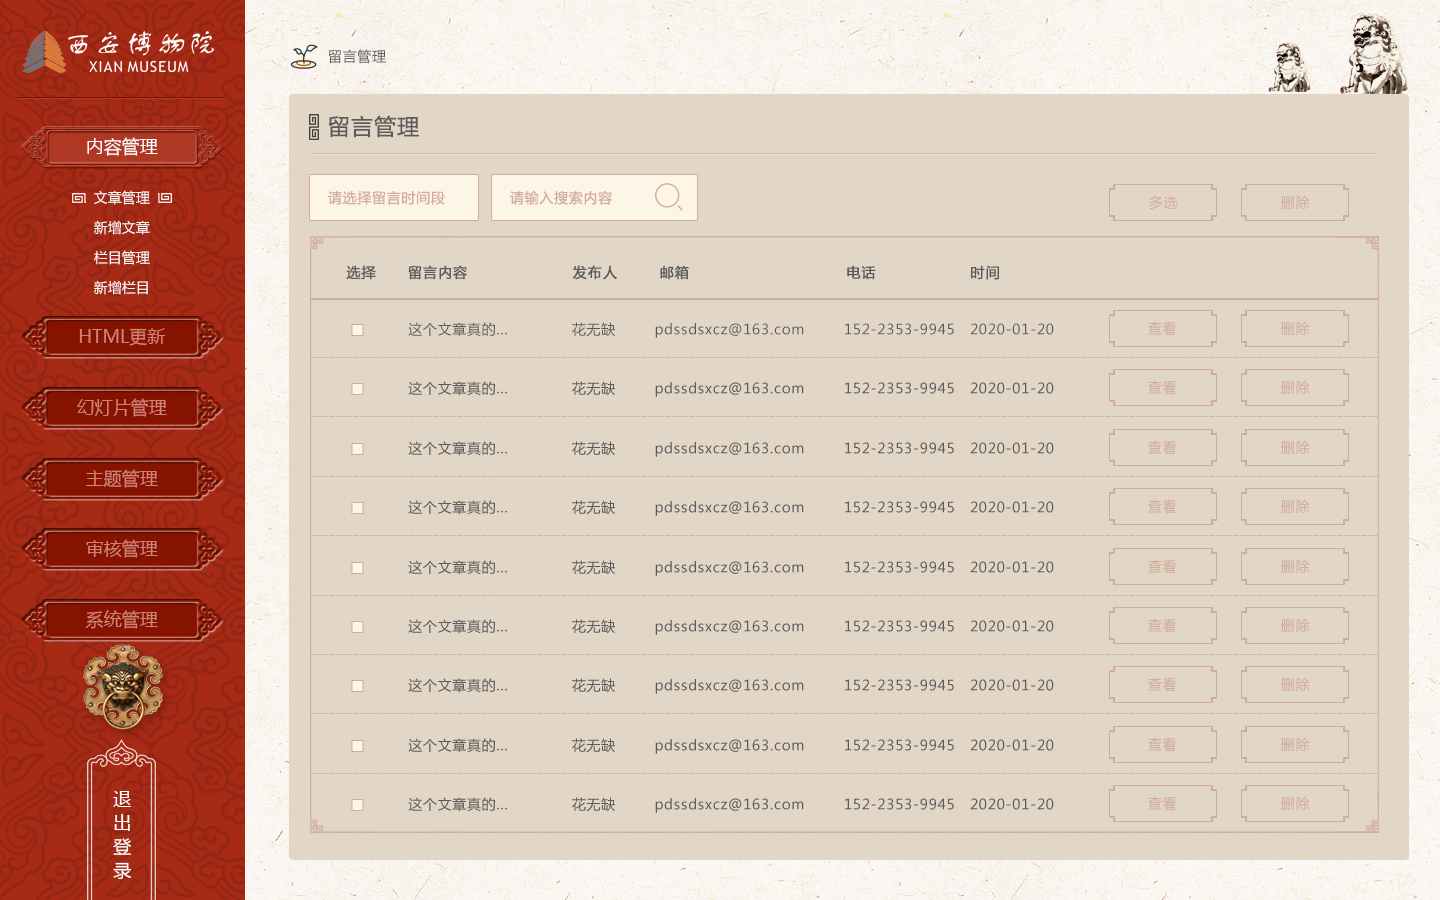 西安博物院
XIAN MUSEUM
内容管理
文章管理
新增文章
栏目管理
新增栏目
HTML更新
幻灯片管理
主题管理
审核管理
系统管理
退出登录
留言管理
留言管理
请选择留言时间段 请输入搜索内容 多选 删除
选择 留言内容 发布人 邮箱 电话 时间
这个文章真的... 花无缺 pdssdsxcz@163.com 152-2353-9945 2020-01-20 查看 删除
这个文章真的... 花无缺 pdssdsxcz@163.com 152-2353-9945 2020-01-20 查看 删除
这个文章真的... 花无缺 pdssdsxcz@163.com 152-2353-9945 2020-01-20 查看 删除
这个文章真的... 花无缺 pdssdsxcz@163.com 152-2353-9945 2020-01-20 查看 删除
这个文章真的... 花无缺 pdssdsxcz@163.com 152-2353-9945 2020-01-20 查看 删除
这个文章真的... 花无缺 pdssdsxcz@163.com 152-2353-9945 2020-01-20 查看 删除
这个文章真的... 花无缺 pdssdsxcz@163.com 152-2353-9945 2020-01-20 查看 删除
这个文章真的... 花无缺 pdssdsxcz@163.com 152-2353-9945 2020-01-20 查看 删除
这个文章真的... 花无缺 pdssdsxcz@163.com 152-2353-9945 2020-01-20 查看 删除